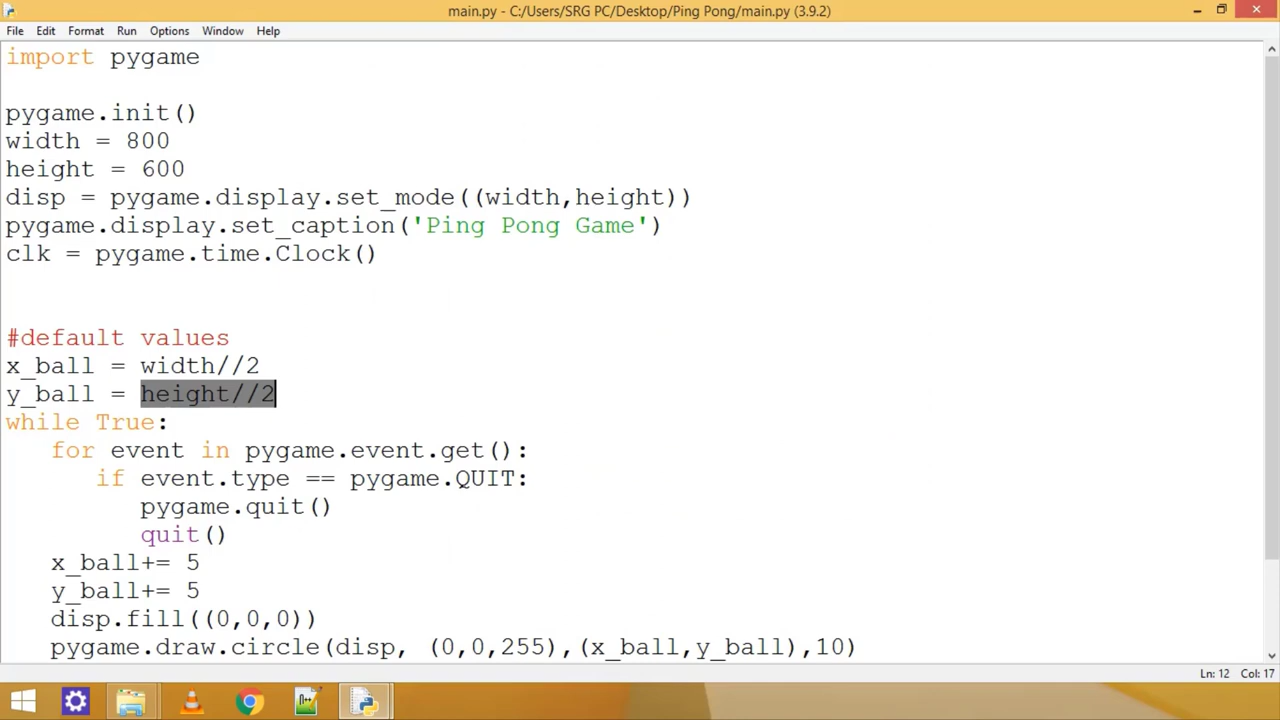 main.py - C:/Users/SRG PC/Desktop/Ping Pong/main.py (3.9.2)
File Edit Format Run Options Window Help
import pygame
pygame.init()
width = 800
height = 600
disp = pygame.display.set_mode((width,height))
pygame.display.set_caption('Ping Pong Game')
clk = pygame.time.Clock()
#default values
x_ball = width//2
y_ball = height//2
while True:
for event in pygame.event.get():
if event.type == pygame.QUIT:
pygame.quit()
quit()
x_ball+= 5
y_ball+= 5
disp.fill((0,0,0))
pygame.draw.circle(disp, (0,0,255),(x_ball,y_ball),10)
Ln: 12 Col: 17